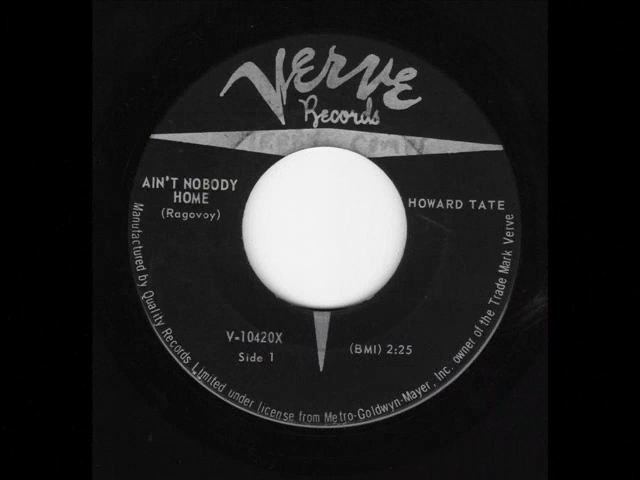 Verve
Records
AIN'T NOBODY
HOME
(Ragovoy)
HOWARD TATE
V-10420X
Side 1
(BMI) 2:25
Manufactured by Quality Records Limited under license from Metro-Goldwyn-Mayer, Inc. owner of the Trade Mark Verve